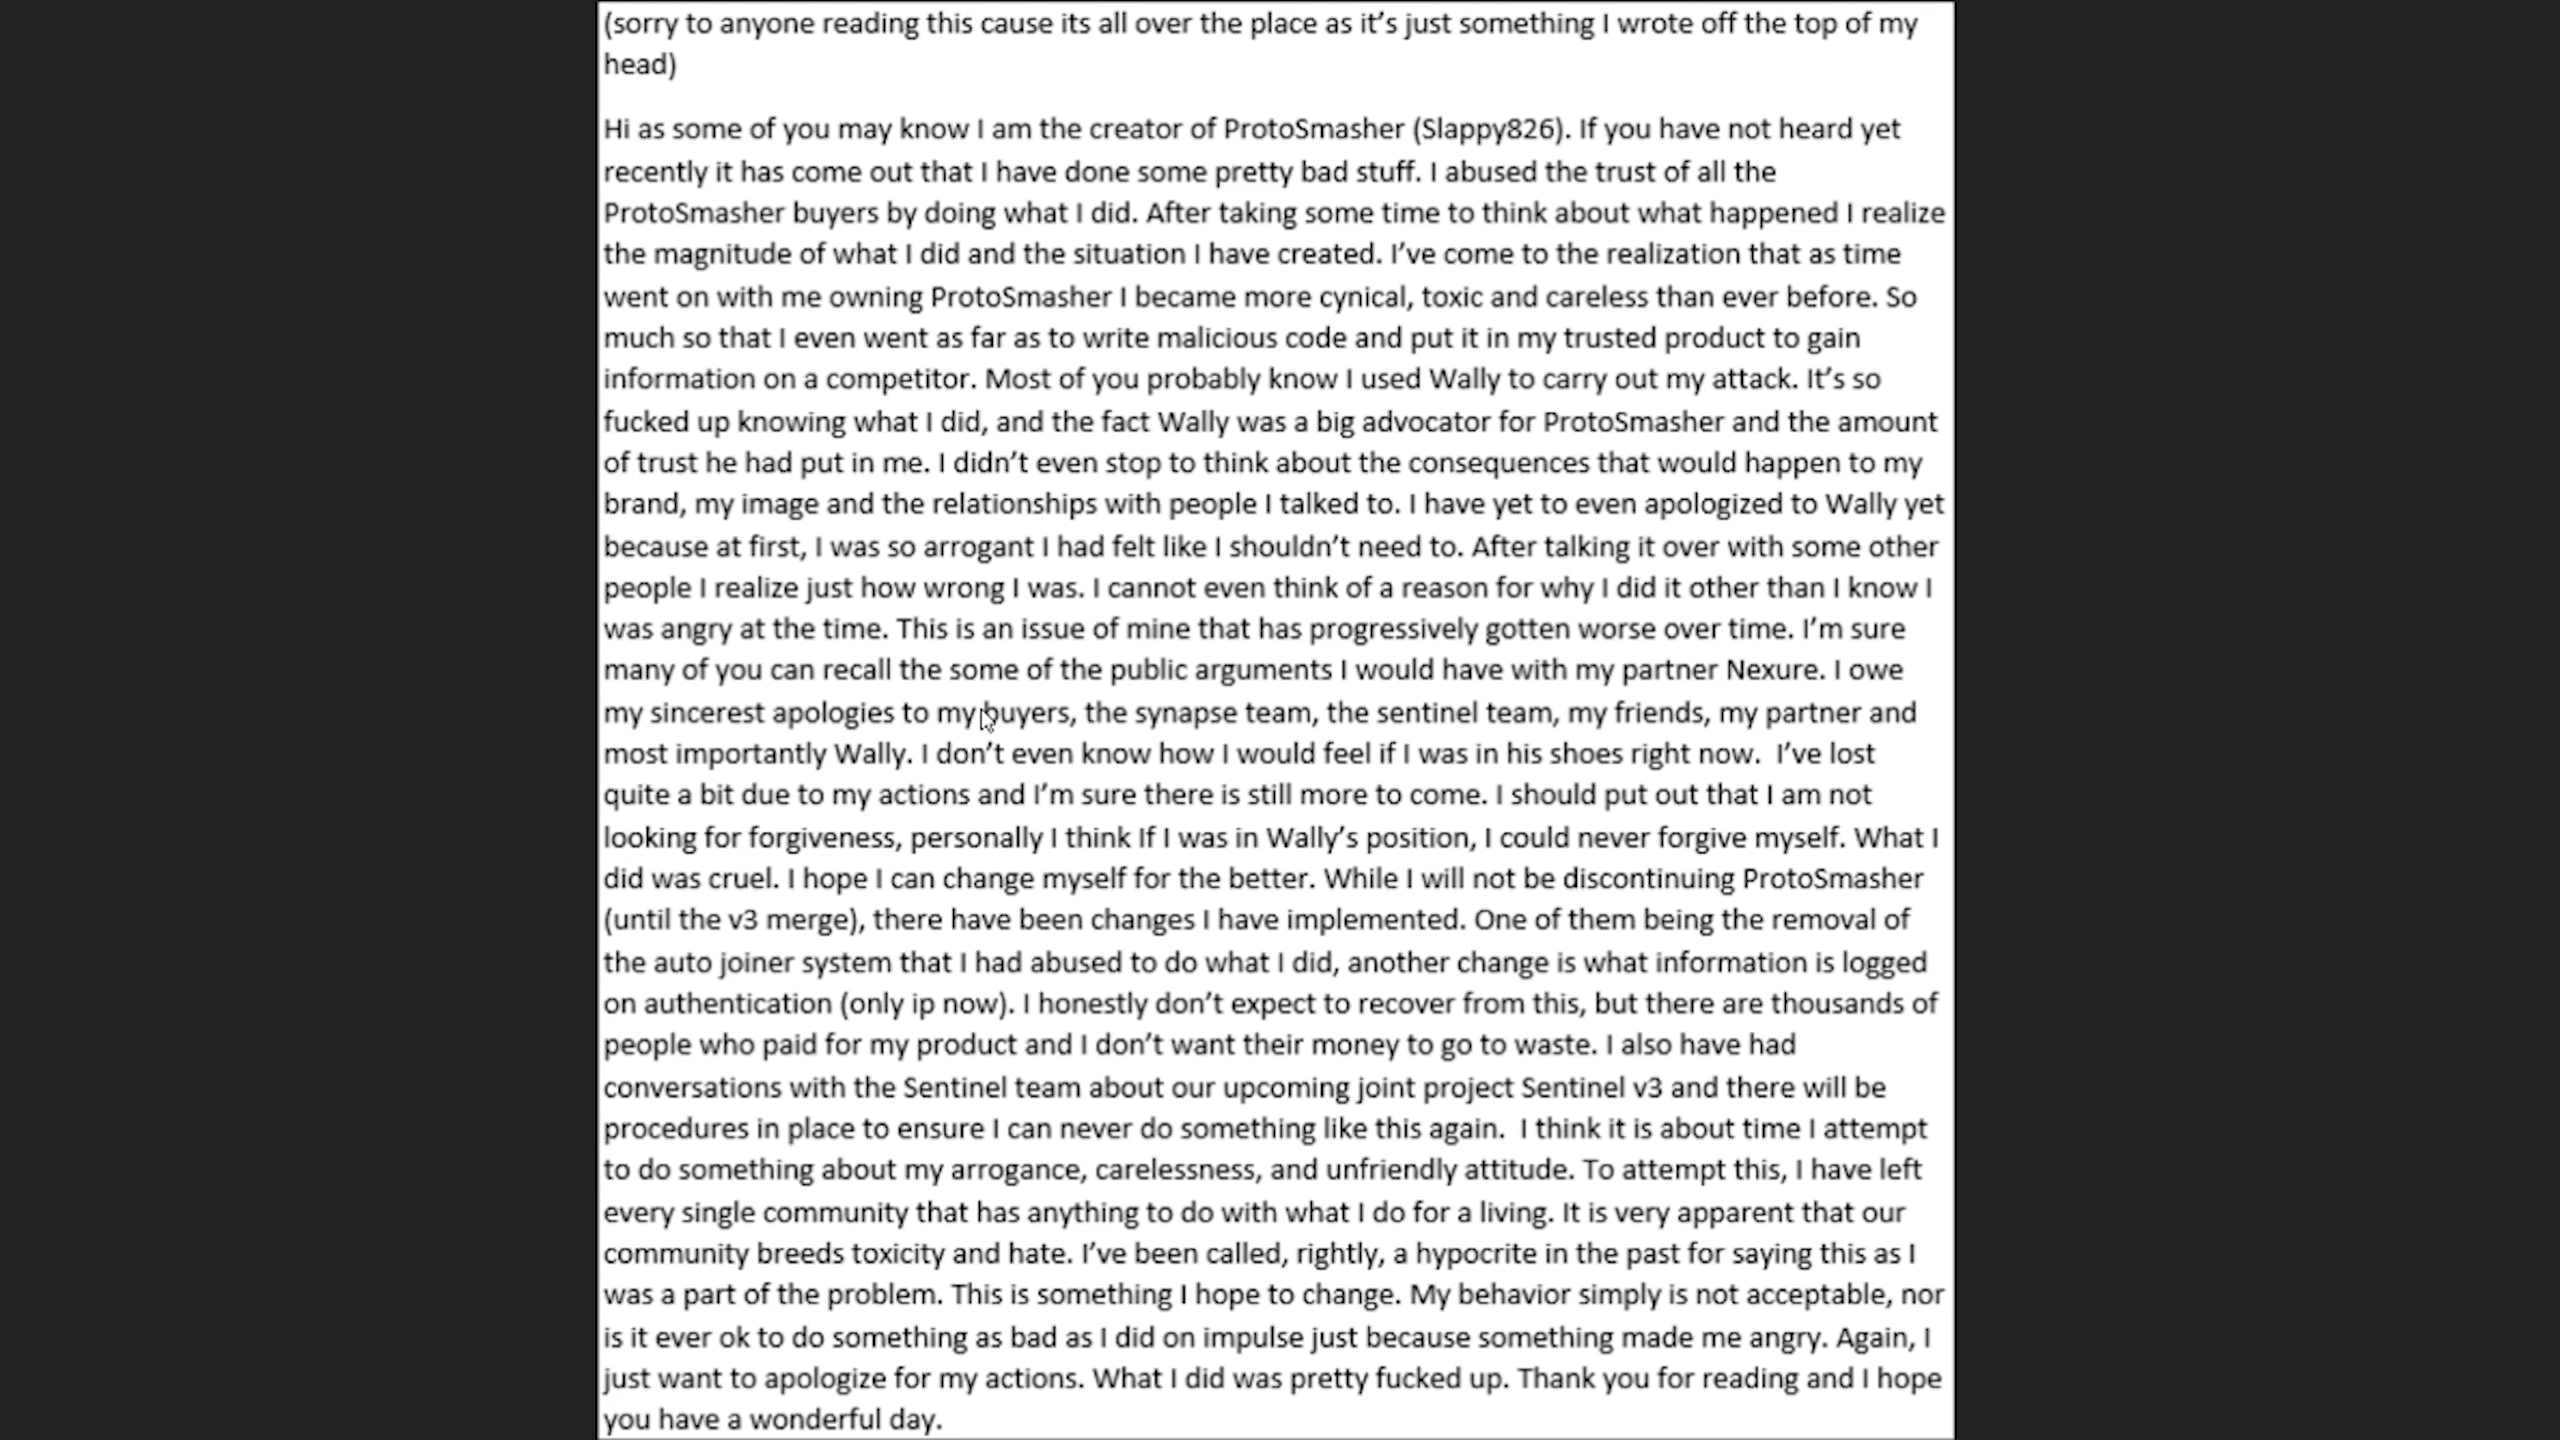 (sorry to anyone reading this cause its all over the place as it’s just something I wrote off the top of my
head)
Hi as some of you may know I am the creator of ProtoSmasher (Slappy826). If you have not heard yet
recently it has come out that I have done some pretty bad stuff. I abused the trust of all the
ProtoSmasher buyers by doing what I did. After taking some time to think about what happened I realize
the magnitude of what I did and the situation I have created. I’ve come to the realization that as time
went on with me owning ProtoSmasher I became more cynical, toxic and careless than ever before. So
much so that I even went as far as to write malicious code and put it in my trusted product to gain
information on a competitor. Most of you probably know I used Wally to carry out my attack. It’s so
fucked up knowing what I did, and the fact Wally was a big advocator for ProtoSmasher and the amount
of trust he had put in me. I didn’t even stop to think about the consequences that would happen to my
brand, my image and the relationships with people I talked to. I have yet to even apologized to Wally yet
because at first, I was so arrogant I had felt like I shouldn’t need to. After talking it over with some other
people I realize just how wrong I was. I cannot even think of a reason for why I did it other than I know I
was angry at the time. This is an issue of mine that has progressively gotten worse over time. I’m sure
many of you can recall the some of the public arguments I would have with my partner Nexure. I owe
my sincerest apologies to my buyers, the synapse team, the sentinel team, my friends, my partner and
most importantly Wally. I don’t even know how I would feel if I was in his shoes right now.  I’ve lost
quite a bit due to my actions and I’m sure there is still more to come. I should put out that I am not
looking for forgiveness, personally I think If I was in Wally’s position, I could never forgive myself. What I
did was cruel. I hope I can change myself for the better. While I will not be discontinuing ProtoSmasher
(until the v3 merge), there have been changes I have implemented. One of them being the removal of
the auto joiner system that I had abused to do what I did, another change is what information is logged
on authentication (only ip now). I honestly don’t expect to recover from this, but there are thousands of
people who paid for my product and I don’t want their money to go to waste. I also have had
conversations with the Sentinel team about our upcoming joint project Sentinel v3 and there will be
procedures in place to ensure I can never do something like this again.  I think it is about time I attempt
to do something about my arrogance, carelessness, and unfriendly attitude. To attempt this, I have left
every single community that has anything to do with what I do for a living. It is very apparent that our
community breeds toxicity and hate. I’ve been called, rightly, a hypocrite in the past for saying this as I
was a part of the problem. This is something I hope to change. My behavior simply is not acceptable, nor
is it ever ok to do something as bad as I did on impulse just because something made me angry. Again, I
just want to apologize for my actions. What I did was pretty fucked up. Thank you for reading and I hope
you have a wonderful day.